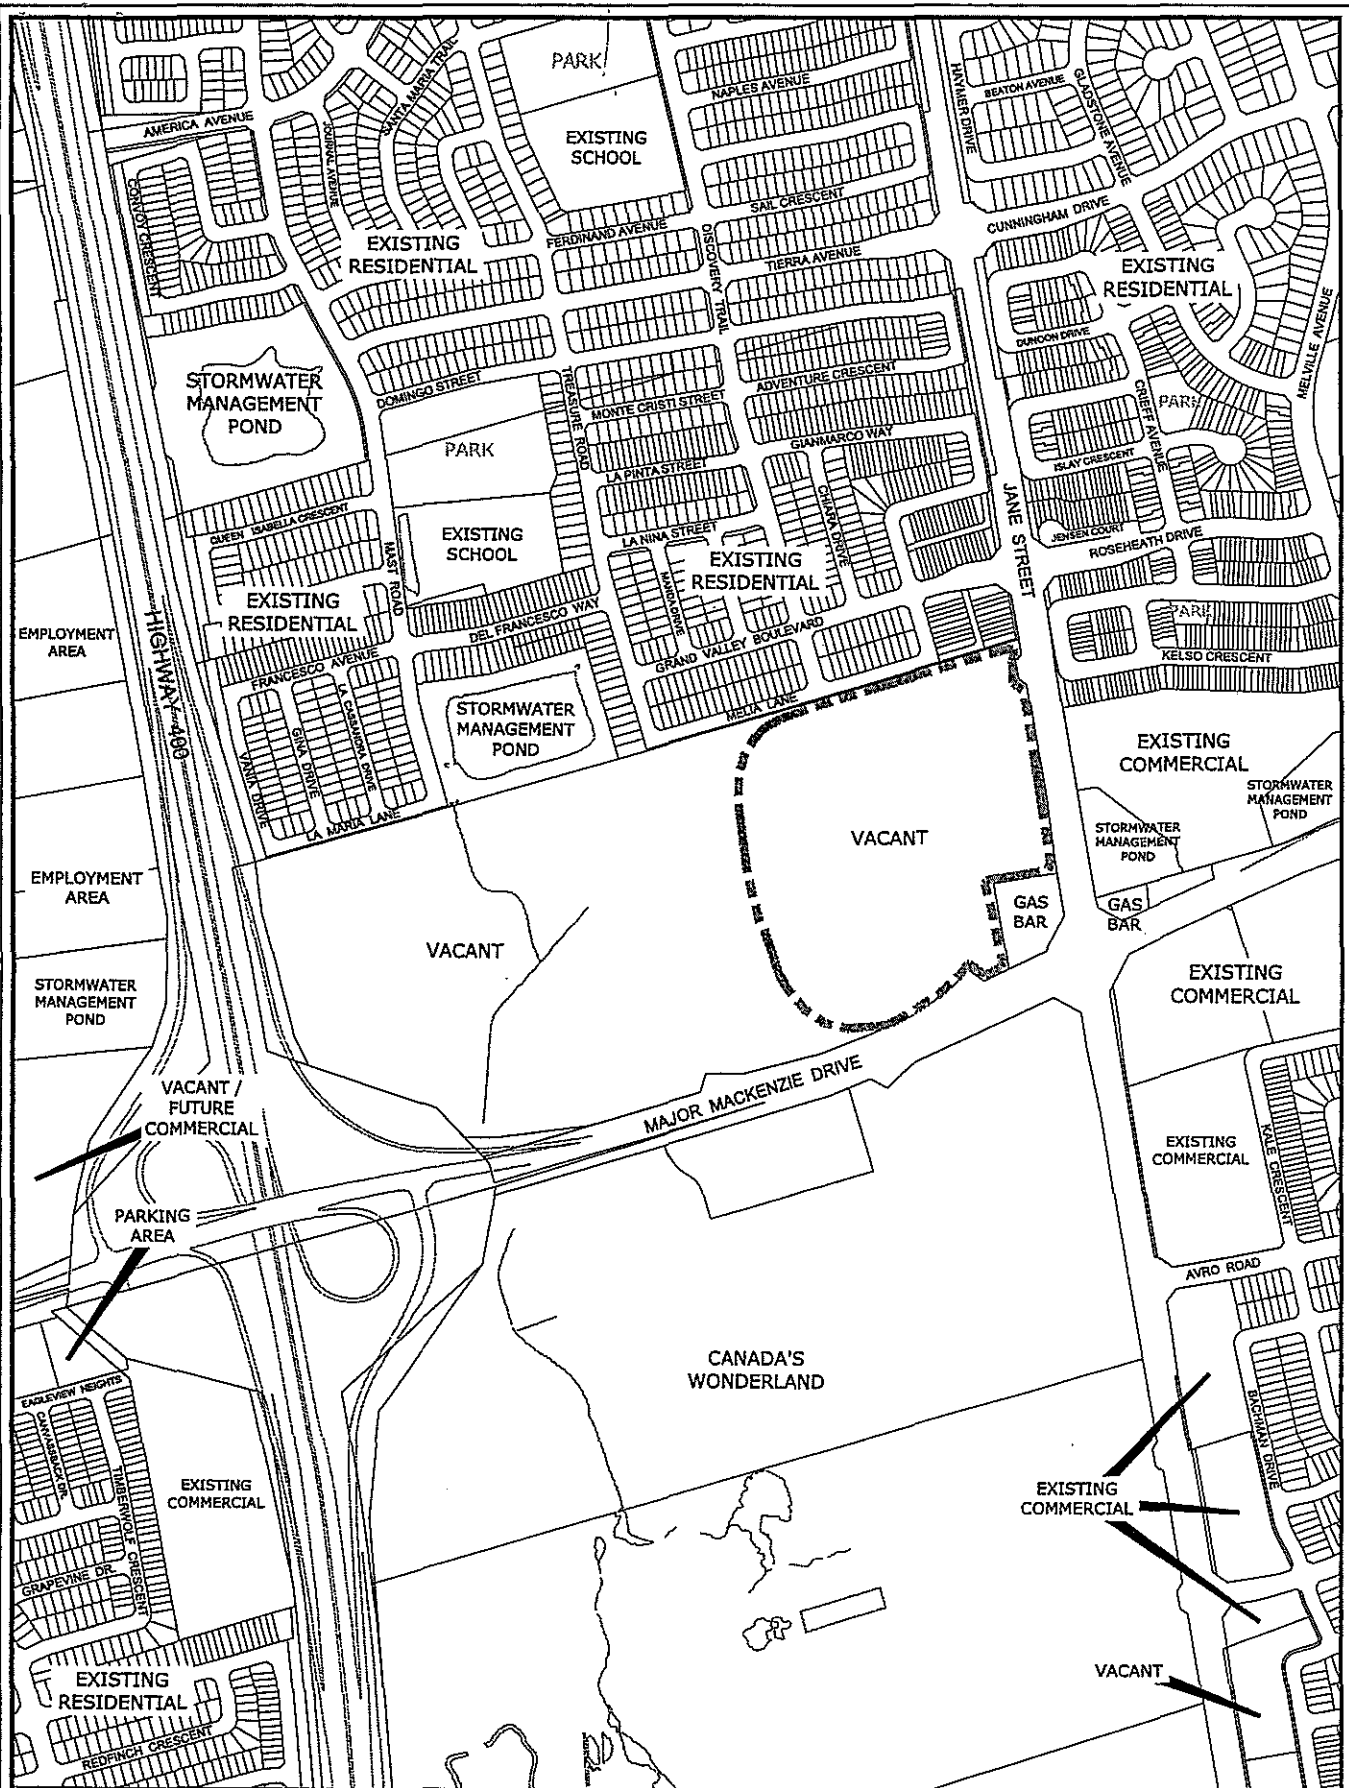 PARK
NAPLES AVENUE
HAYMER DRIVE
BEATON AVENUE
GLADSTONE AVENUE
SANTA MARIA TRAIL
AMERICA AVENUE
JOURNAL AVENUE
EXISTING
SCHOOL
CONVOY CRESCENT
SAIL CRESCENT
CUNNINGHAM DRIVE
FERDINAND AVENUE
DISCOVERY TRAIL
EXISTING
RESIDENTIAL
TIERRA AVENUE
EXISTING
RESIDENTIAL
MELVILLE AVENUE
DUNOON DRIVE
STORMWATER
MANAGEMENT
POND
DOMINGO STREET
TREASURE ROAD
ADVENTURE CRESCENT
MONTE CRISTI STREET
CRIEFF AVENUE
PARK
PARK
GIANMARCO WAY
LA PINTA STREET
ISLAY CRESCENT
CHIARA DRIVE
JANE STREET
QUEEN ISABELLA CRESCENT
EXISTING
SCHOOL
LA NINA STREET
JENSEN COURT
ROSEHEATH DRIVE
MAST ROAD
EXISTING
RESIDENTIAL
EXISTING
RESIDENTIAL
MARDA DRIVE
EMPLOYMENT
AREA
HIGHWAY 400
DEL FRANCESCO WAY
PARK
GRAND VALLEY BOULEVARD
KELSO CRESCENT
FRANCESCO AVENUE
LA CASSANDRA DRIVE
GINA DRIVE
VANIA DRIVE
STORMWATER
MANAGEMENT
POND
MELIA LANE
EXISTING
COMMERCIAL
STORMWATER
MANAGEMENT
POND
LA MARIA LANE
VACANT
STORMWATER
MANAGEMENT
POND
EMPLOYMENT
AREA
GAS
BAR
GAS
BAR
VACANT
STORMWATER
MANAGEMENT
POND
EXISTING
COMMERCIAL
VACANT /
FUTURE
COMMERCIAL
MAJOR MACKENZIE DRIVE
EXISTING
COMMERCIAL
KALE CRESCENT
PARKING
AREA
AVRO ROAD
CANADA'S
WONDERLAND
EAGLEVIEW HEIGHTS
CANVASBACK DR.
TIMBERWOLF CRESCENT
BACHMAN DRIVE
EXISTING
COMMERCIAL
EXISTING
COMMERCIAL
GRAPEVINE DR.
EXISTING
RESIDENTIAL
VACANT
REDFINCH CRESCENT